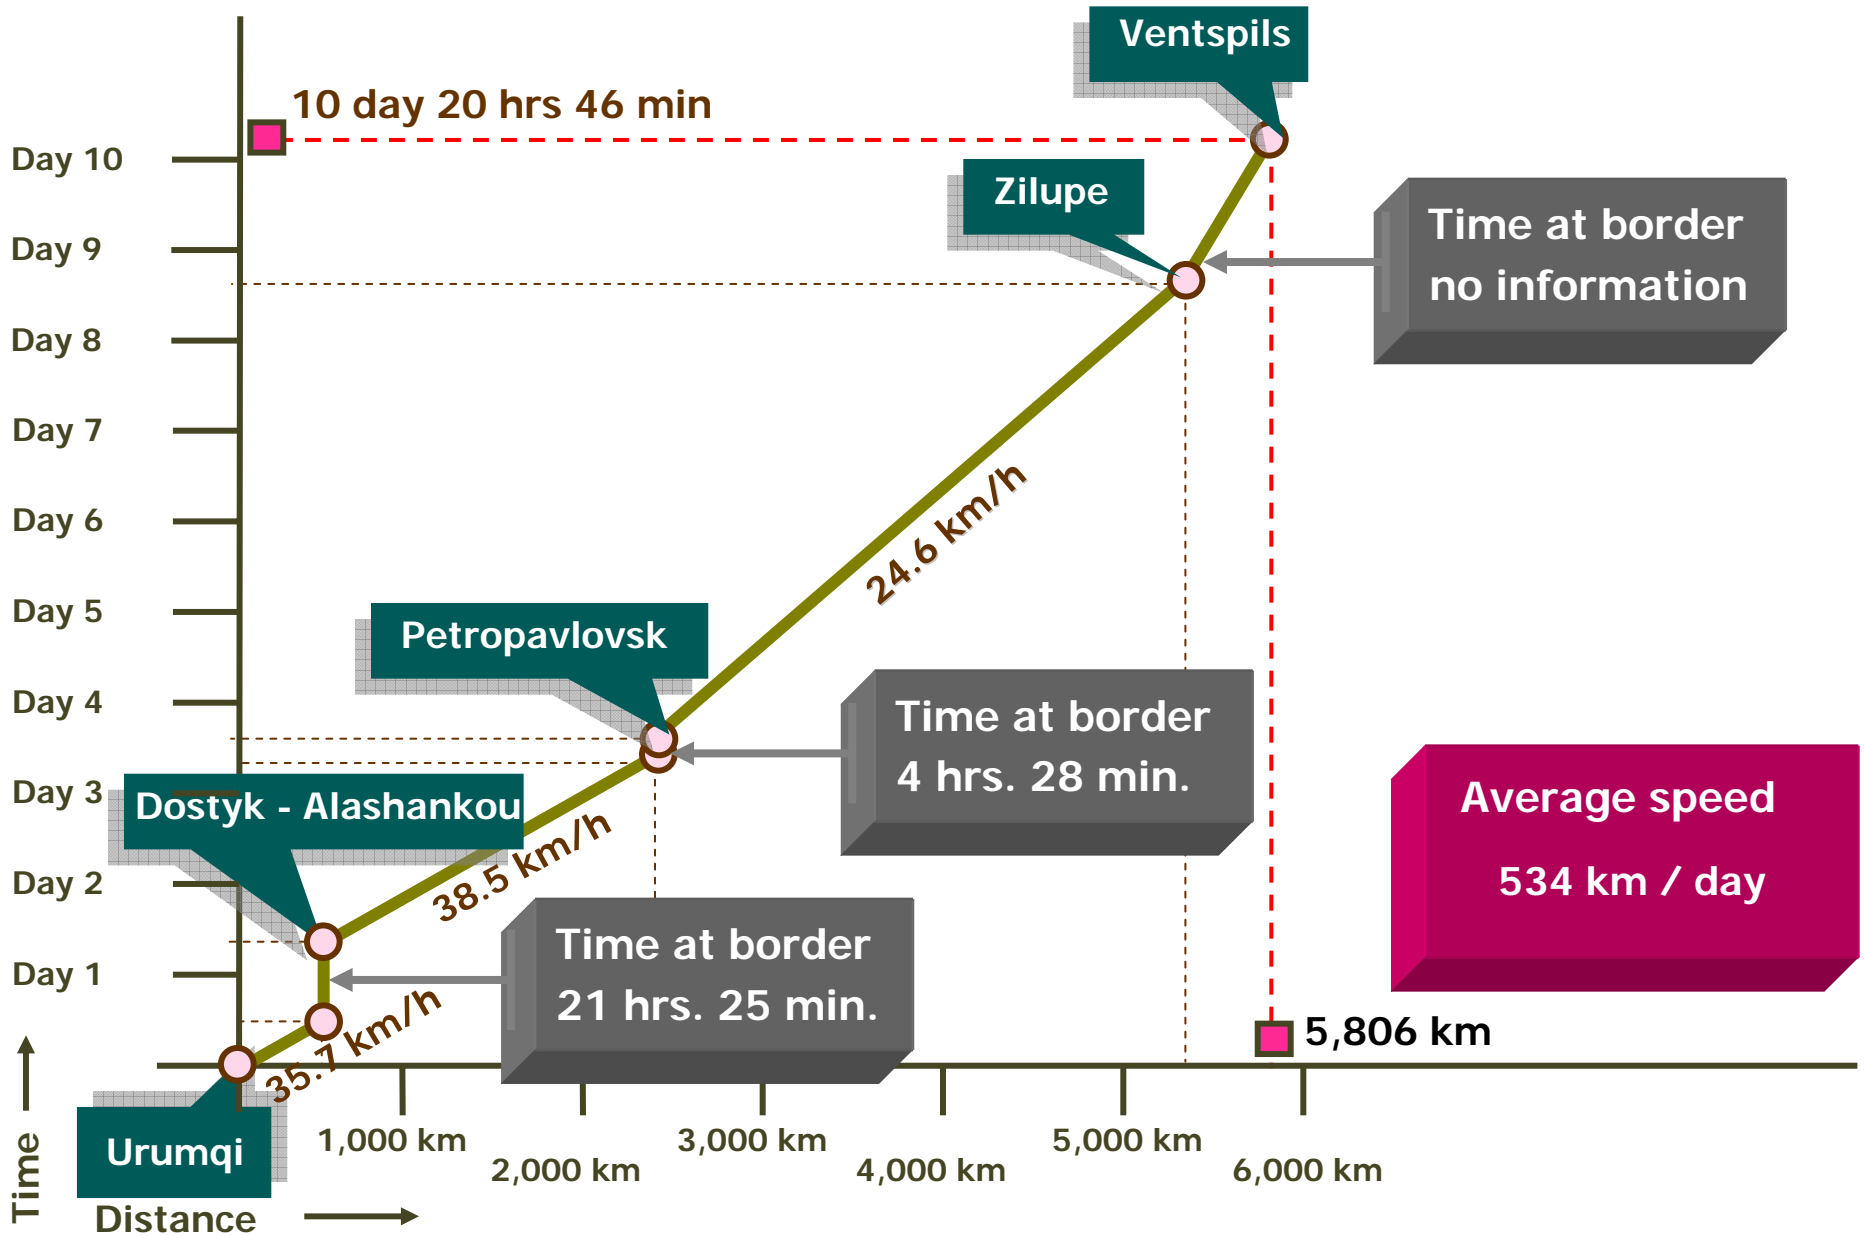 Ventspils
10 day 20 hrs 46 min
Day 10
Zilupe
Time at border
no information
Day 9
Day 8
Day 7
24.6 km/h
Day 6
Day 5
Petropavlovsk
Day 4
Time at border
4 hrs. 28 min.
Day 3
Dostyk - Alashankou
38.5 km/h
Average speed
534 km / day
Day 2
Time at border
21 hrs. 25 min.
Day 1
35.7 km/h
5,806 km
Urumqi
1,000 km
2,000 km
3,000 km
4,000 km
5,000 km
6,000 km
Time
Distance